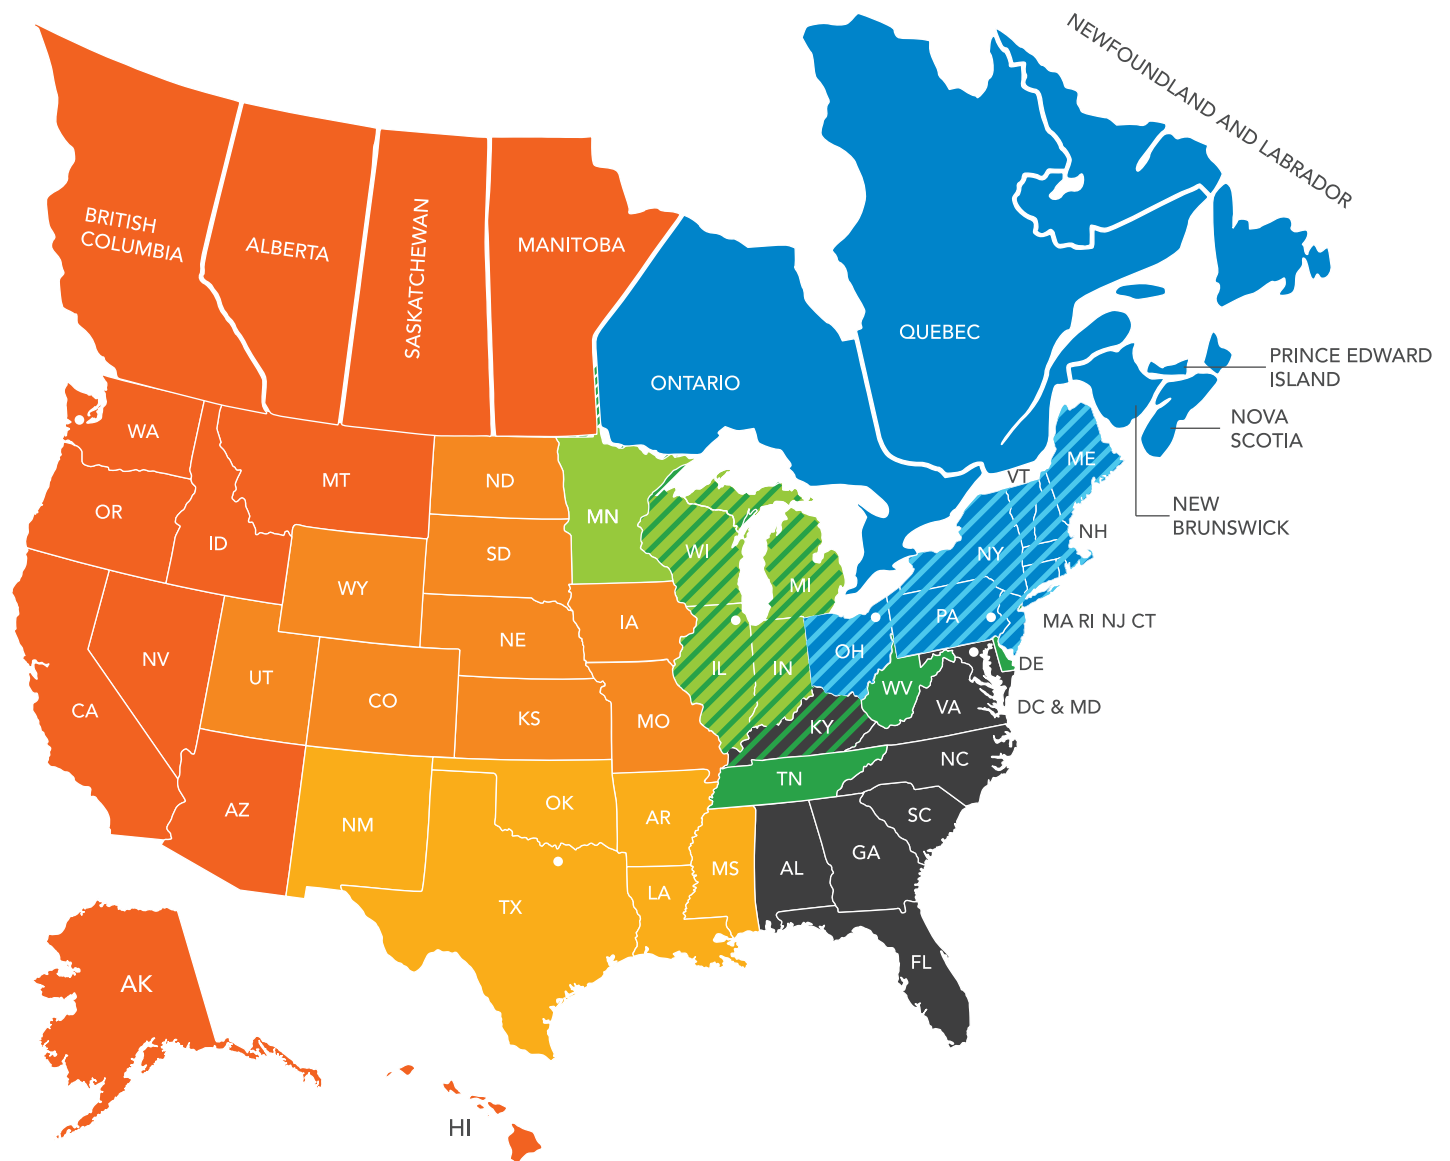 NEWFOUNDLAND AND LABRADOR
BRITISH
COLUMBIA
ALBERTA
SASKATCHEWAN
MANITOBA
ONTARIO
QUEBEC
PRINCE EDWARD
ISLAND
NOVA
SCOTIA
NEW
BRUNSWICK
WA
MT
ND
MN
OR
ID
SD
WI
MI
VT
ME
NH
NY
WY
IA
NE
PA
MA RI NJ CT
NV
UT
CO
KS
MO
IL
IN
OH
WV
DE
CA
VA
DC & MD
KY
NC
AZ
NM
OK
AR
TN
SC
TX
LA
MS
AL
GA
FL
AK
HI